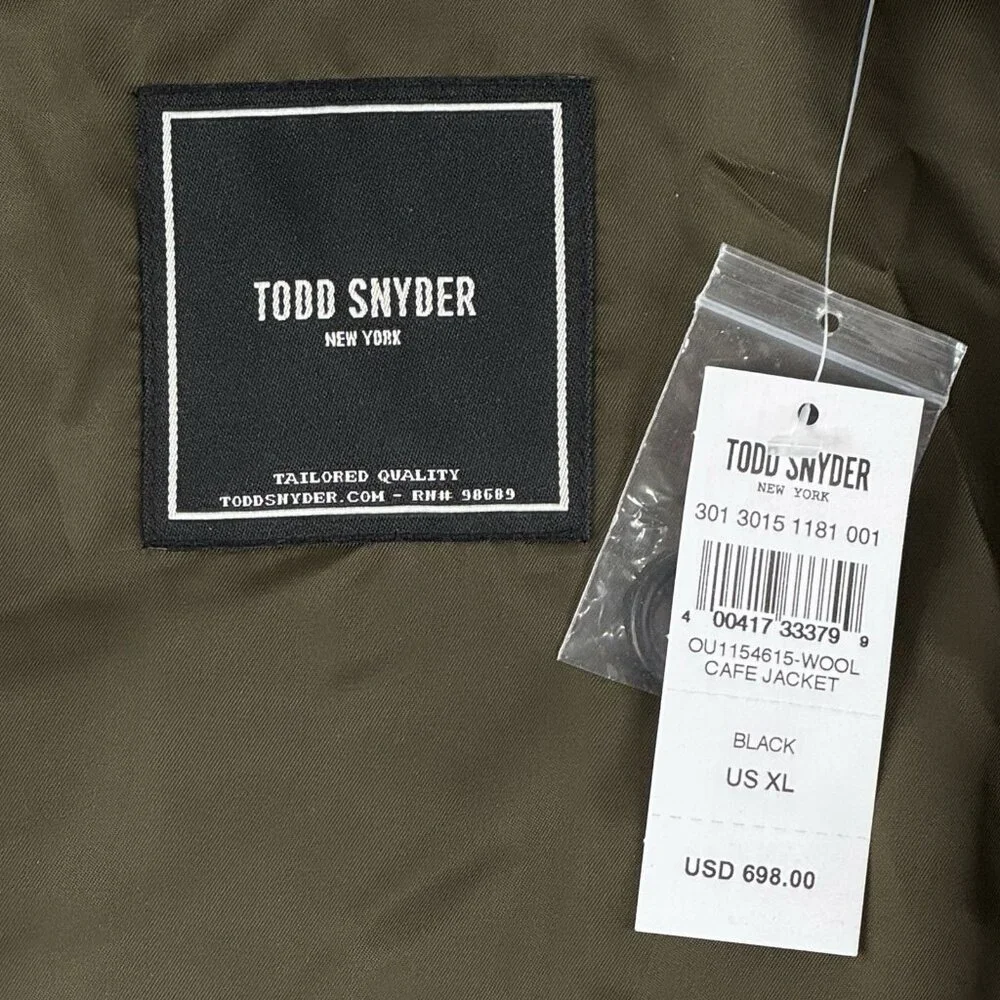 TODD SNYDER
NEW YORK
TAILORED QUALITY
TODDSNYDER.COM - RN# 98689
TODD SNYDER
NEW YORK
301 3015 1181 001
4 00417 33379 9
OU1154615-WOOL
CAFE JACKET
BLACK
US XL
USD 698.00